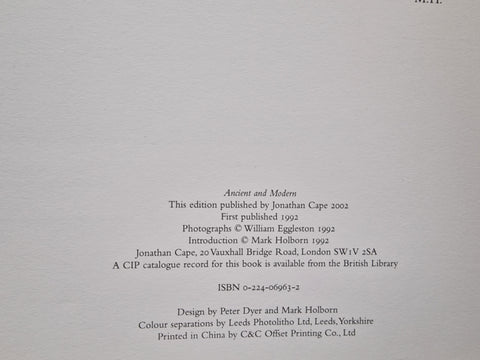 M.H.
Ancient and Modern
This edition published by Jonathan Cape 2002
First published 1992
Photographs © William Eggleston 1992
Introduction © Mark Holborn 1992
Jonathan Cape, 20 Vauxhall Bridge Road, London SW1V 2SA
A CIP catalogue record for this book is available from the British Library
ISBN 0-224-06963-2
Design by Peter Dyer and Mark Holborn
Colour separations by Leeds Photolitho Ltd, Leeds, Yorkshire
Printed in China by C&C Offset Printing Co., Ltd